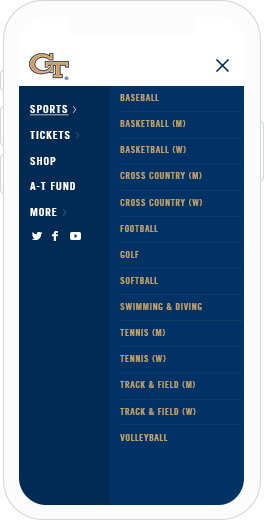 GT
SPORTS
TICKETS
SHOP
A-T FUND
MORE
BASEBALL
BASKETBALL (M)
BASKETBALL (W)
CROSS COUNTRY (M)
CROSS COUNTRY (W)
FOOTBALL
GOLF
SOFTBALL
SWIMMING & DIVING
TENNIS (M)
TENNIS (W)
TRACK & FIELD (M)
TRACK & FIELD (W)
VOLLEYBALL